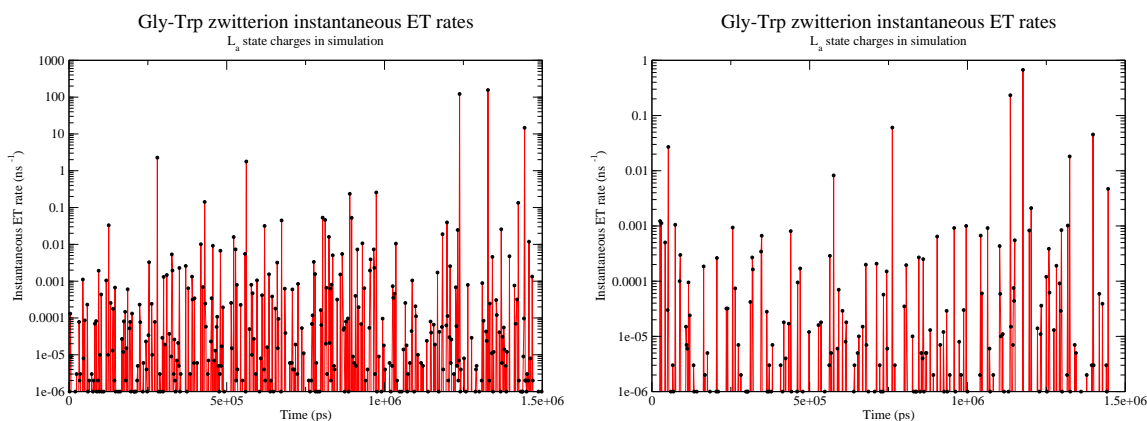 Gly-Trp zwitterion instantaneous ET rates
L_a state charges in simulation
1000
100
10
1
0.1
0.01
0.001
0.0001
1e-05
1e-06
Instantaneous ET rate (ns⁻¹)
0
5e+05
1e+06
1.5e+06
Time (ps)
Gly-Trp zwitterion instantaneous ET rates
L_a state charges in simulation
1
0.1
0.01
0.001
0.0001
1e-05
1e-06
Instantaneous ET rate (ns⁻¹)
0
5e+05
1e+06
1.5e+06
Time (ps)